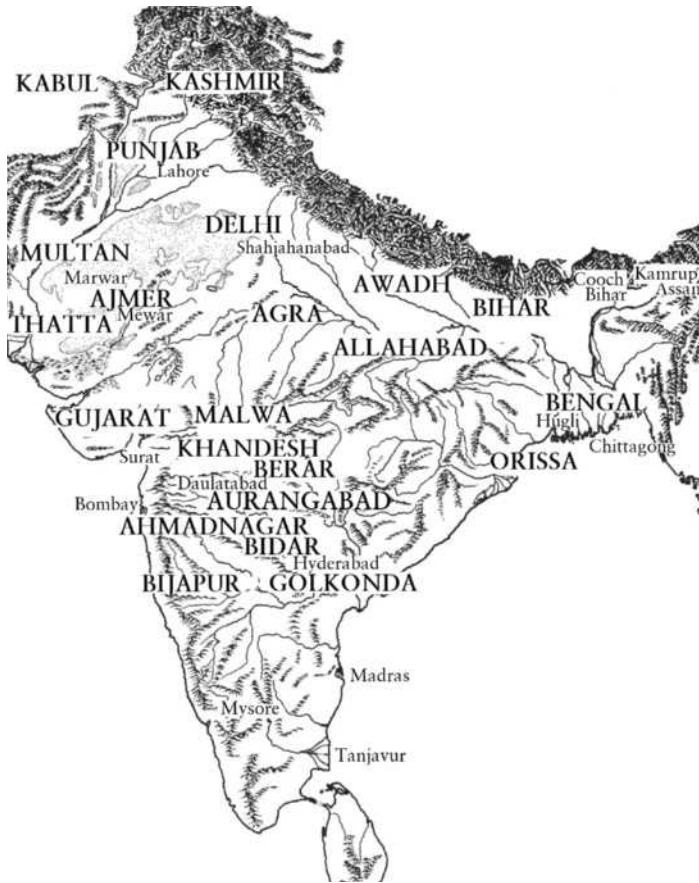 KABUL
KASHMIR
PUNJAB
Lahore
DELHI
Shahjahanabad
MULTAN
Marwar
AJMER
Mewar
THATTA
AGRA
AWADH
BIHAR
Cooch
Bihar
Kamrup
Assam
ALLAHABAD
GUJARAT
MALWA
BENGAL
Hugli
Chittagong
Surat
KHANDESH
BERAR
ORISSA
Daulatabad
Bombay
AURANGABAD
AHMADNAGAR
BIDAR
Hyderabad
BIJAPUR
GOLKONDA
Madras
Mysore
Tanjavur